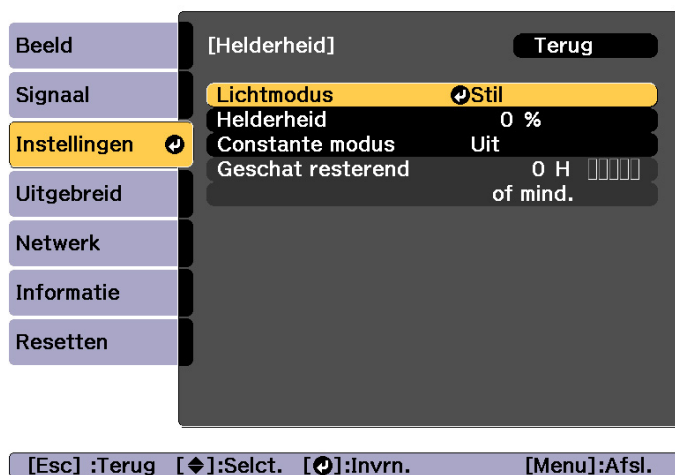 Beeld
Signaal
Instellingen
Uitgebreid
Netwerk
Informatie
Resetten
[Helderheid] Terug
Lichtmodus Stil
Helderheid 0 %
Constante modus Uit
Geschat resterend 0 H
of mind.
[Esc] :Terug [◆]:Selct. [↵]:Invrn. [Menu]:Afsl.